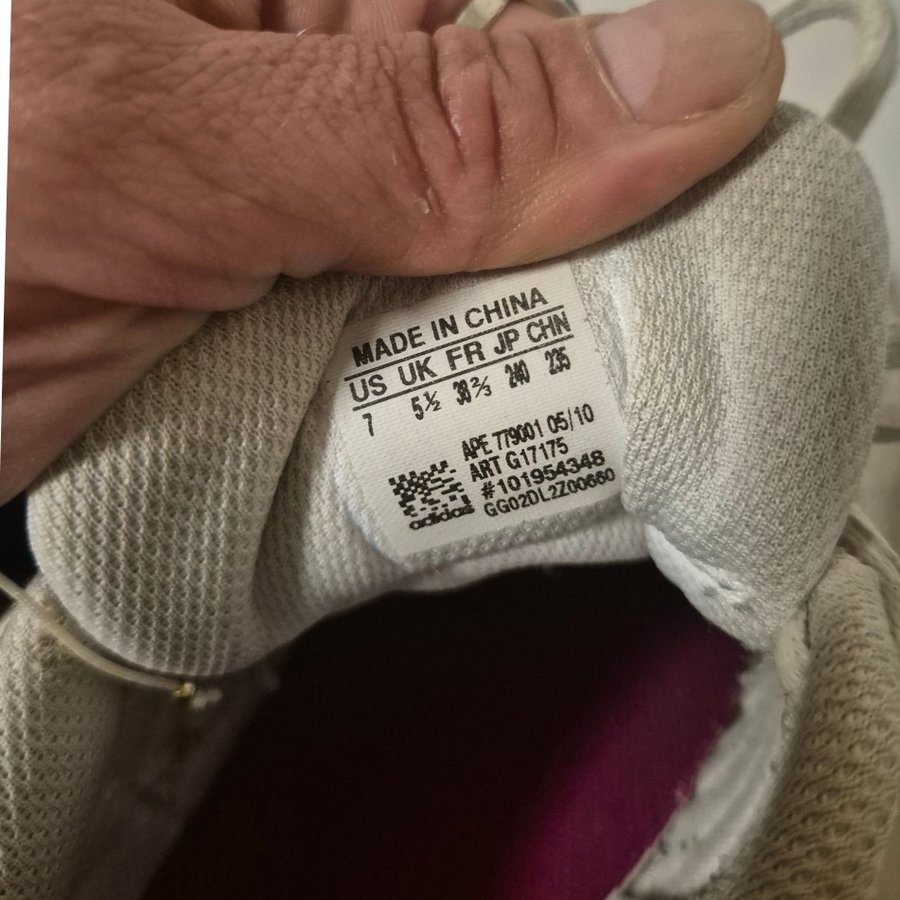 MADE IN CHINA
US UK FR JP CHN
7 5½ 38⅔ 240 235
APE 779001 05/10
ART G17175
#101954348
GG02DL2Z00660
adidas